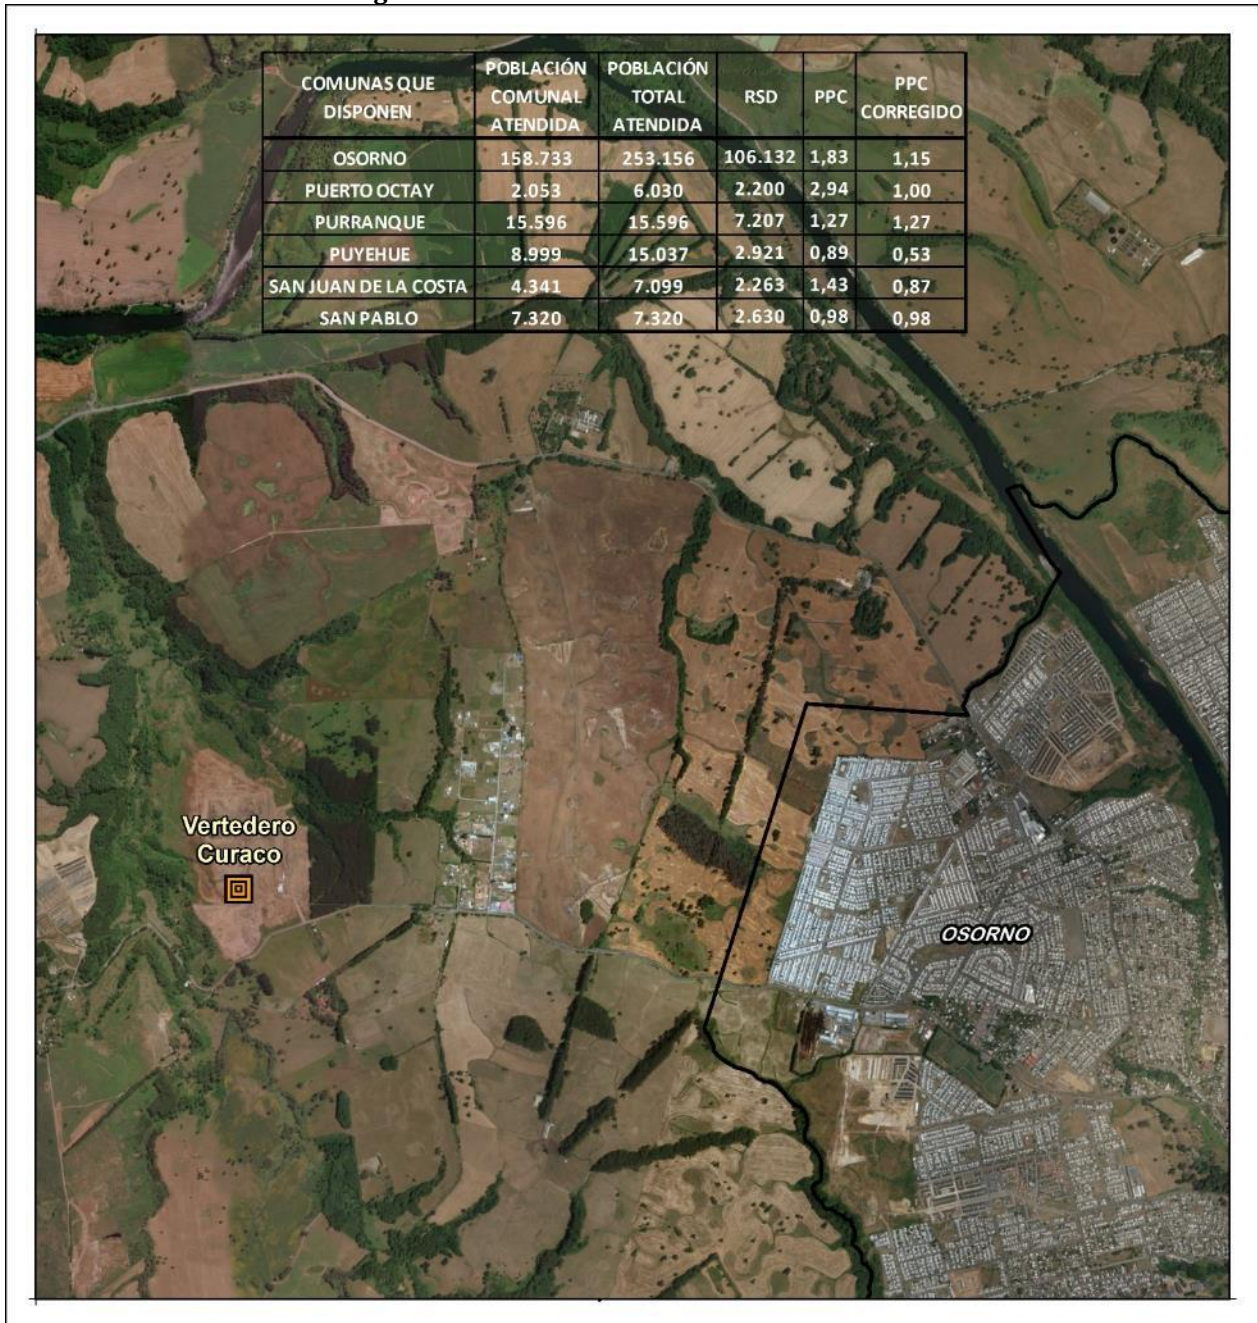 COMUNAS QUE DISPONEN POBLACIÓN COMUNAL ATENDIDA POBLACIÓN TOTAL ATENDIDA RSD PPC PPC CORREGIDO
OSORNO 158.733 253.156 106.132 1,83 1,15
PUERTO OCTAY 2.053 6.030 2.200 2,94 1,00
PURRANQUE 15.596 15.596 7.207 1,27 1,27
PUYEHUE 8.999 15.037 2.921 0,89 0,53
SAN JUAN DE LA COSTA 4.341 7.099 2.263 1,43 0,87
SAN PABLO 7.320 7.320 2.630 0,98 0,98
Vertedero
Curaco
OSORNO